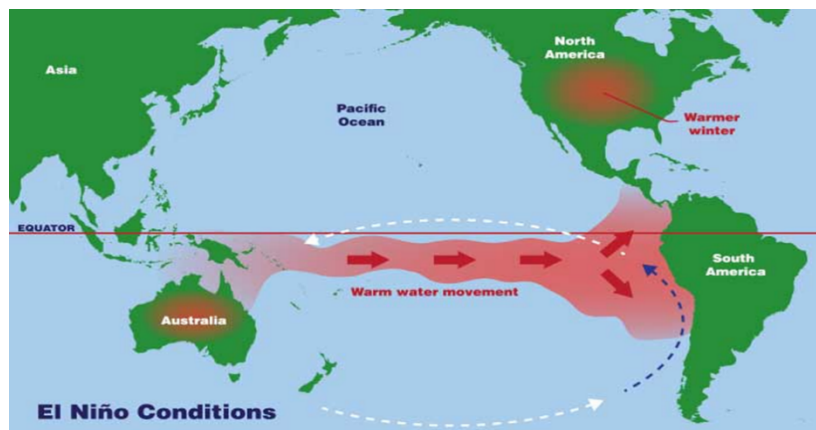 North
America
Asia
Pacific
Ocean
Warmer
winter
EQUATOR
South
America
Warm water movement
Australia
El Niño Conditions